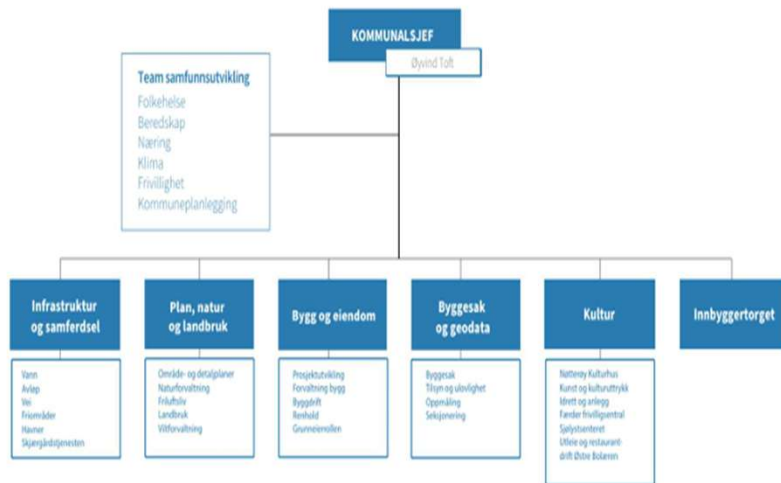 KOMMUNALSJEF
Øyvind Toft
Team samfunnsutvikling
Folkehelse
Beredskap
Næring
Klima
Frivillighet
Kommuneplanlegging
Infrastruktur
og samferdsel
Vann
Avløp
Vei
Friområder
Havner
Skjærgårdstjenesten
Plan, natur
og landbruk
Område- og detaljplaner
Naturforvaltning
Friluftsliv
Landbruk
Viltforvaltning
Bygg og eiendom
Prosjektutvikling
Forvaltning bygg
Byggdrift
Renhold
Grunneierrollen
Byggesak
og geodata
Byggesak
Tilsyn og ulovlighet
Oppmåling
Seksjonering
Kultur
Nøtterøy Kulturhus
Kunst og kulturuttrykk
Idrett og anlegg
Færder frivilligsentral
Sjølystsenteret
Utleie og restaurant-
drift Østre Bolæren
Innbyggertorget